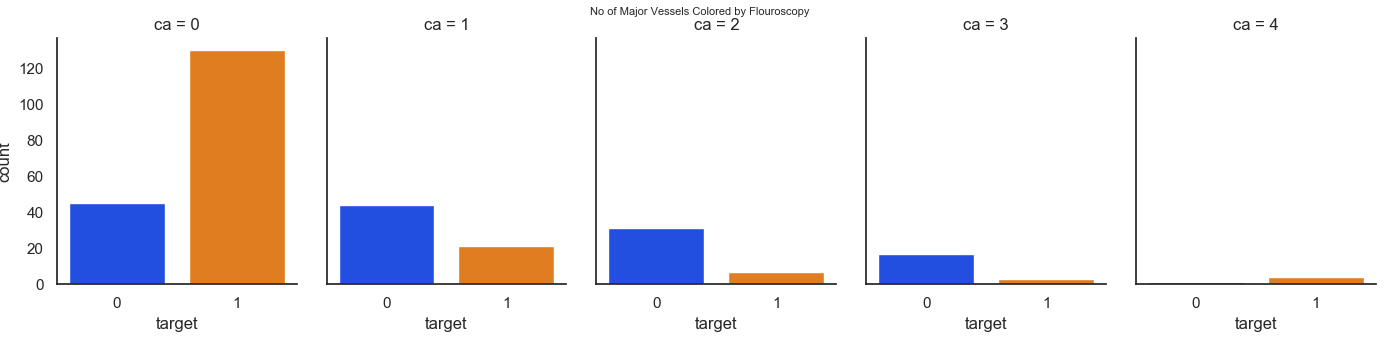 No of Major Vessels Colored by Flouroscopy
ca = 0
ca = 1
ca = 2
ca = 3
ca = 4
count
120
100
80
60
40
20
0
0 1
0 1
0 1
0 1
0 1
target
target
target
target
target